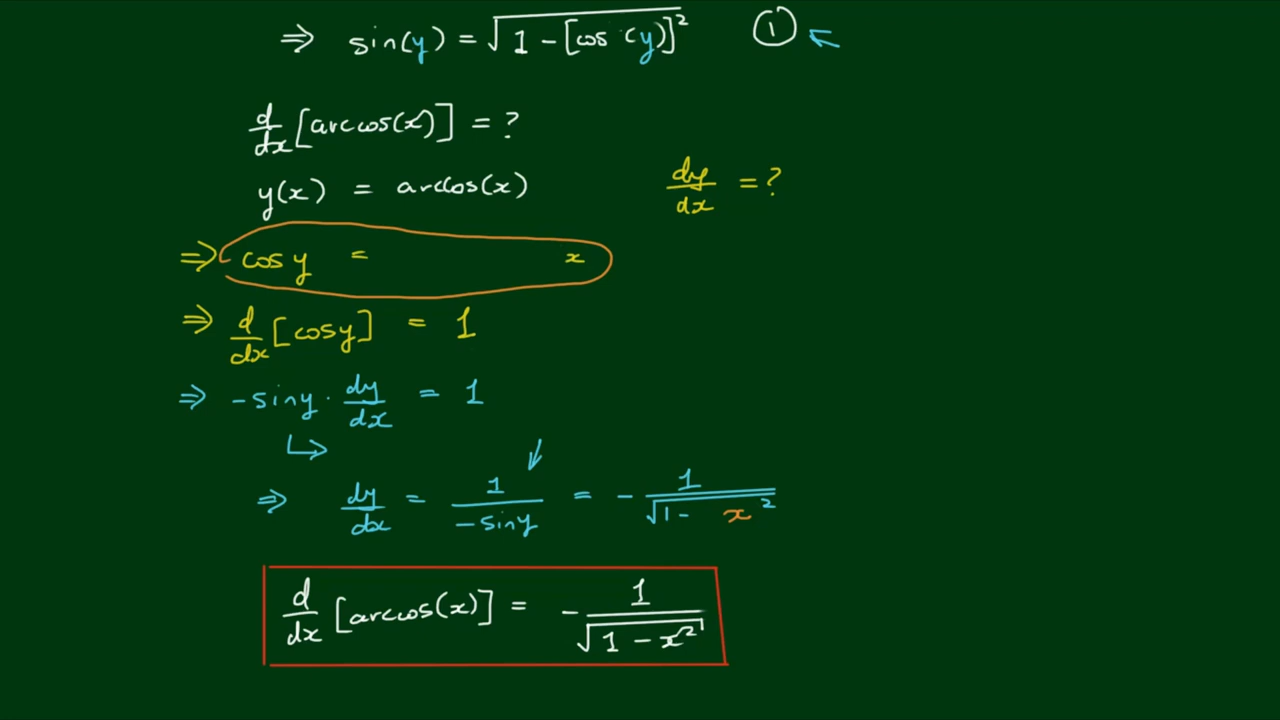 ⇒ sin(y) = √(1 - [cos (y)]²) ①
d/dx [arccos(x)] = ?
y(x) = arccos(x) dy/dx = ?
⇒ cos y = x
⇒ d/dx [cos y] = 1
⇒ -sin y · dy/dx = 1
⇒ dy/dx = 1/(-sin y) = - 1/√(1 - x²)
d/dx [arccos(x)] = - 1/√(1 - x²)